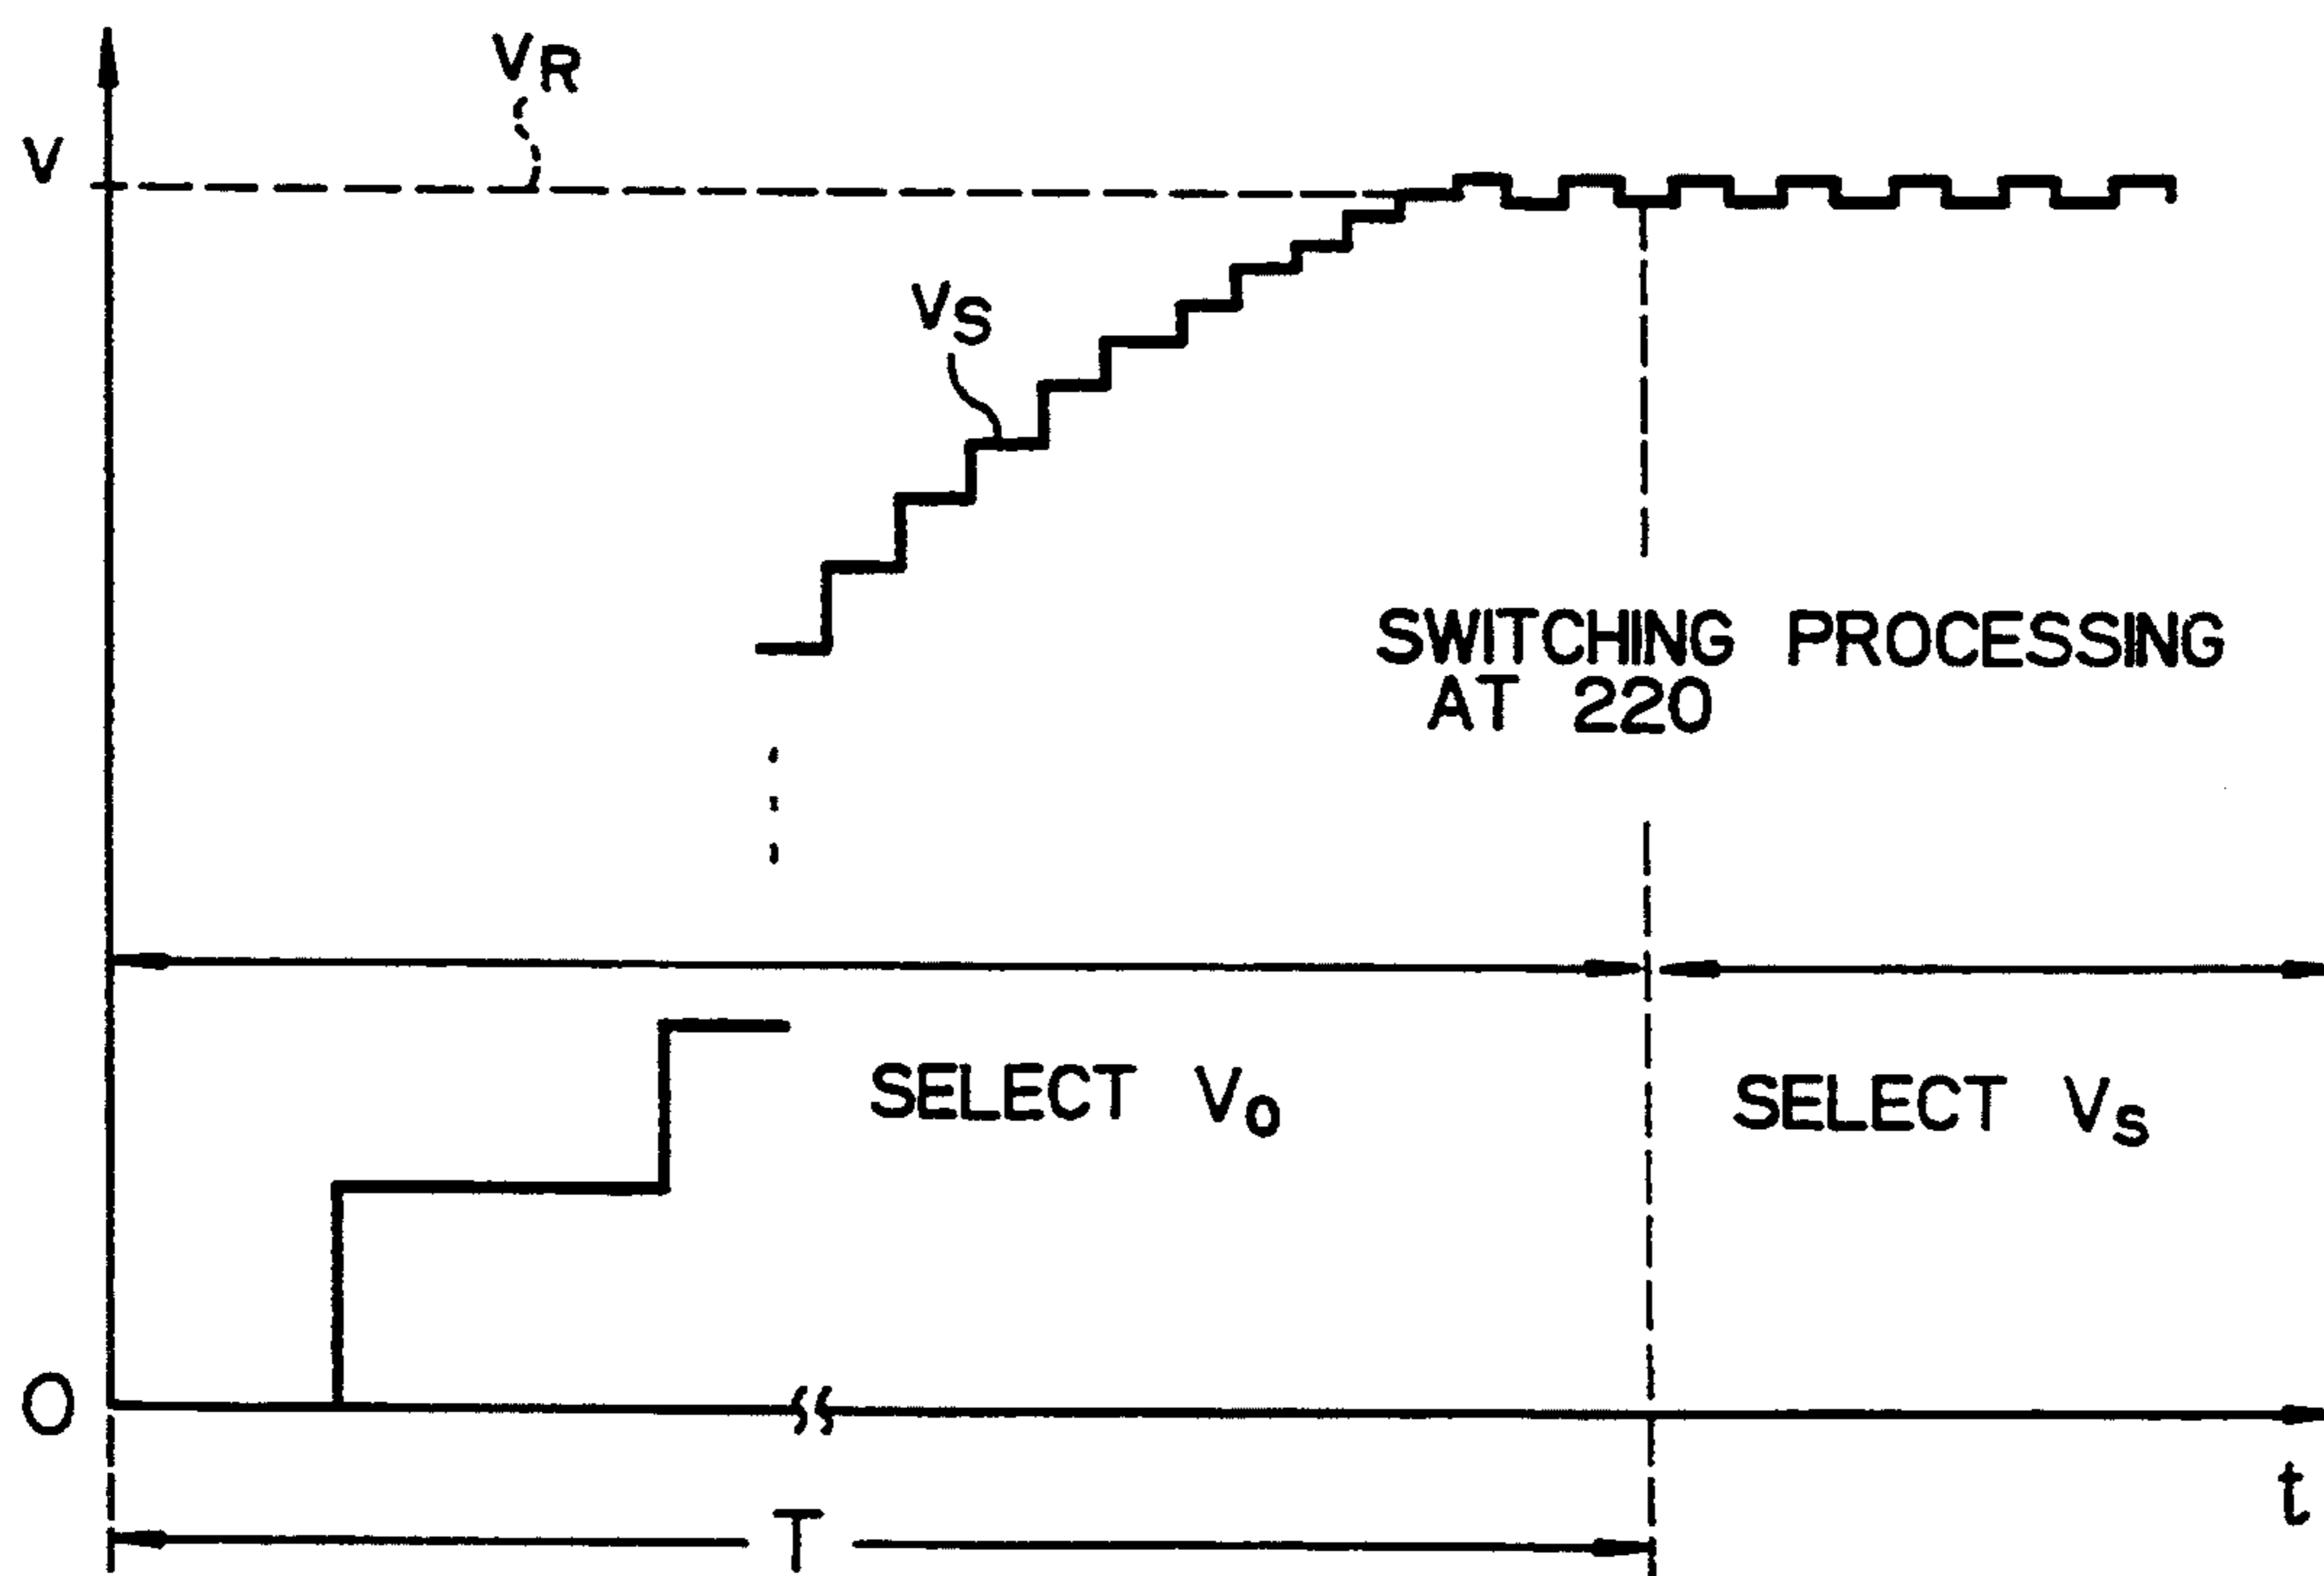 VR
V
VS
SWITCHING PROCESSING
AT 220
SELECT VO
SELECT VS
O
t
T